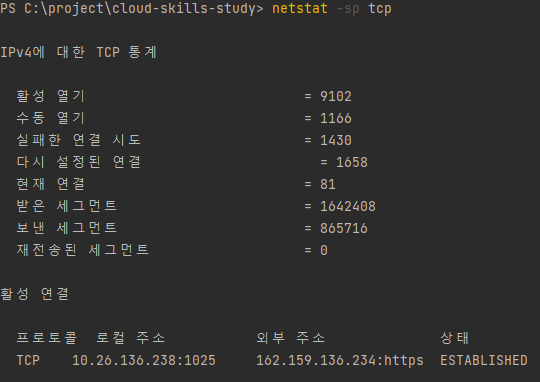 PS C:\project\cloud-skills-study> netstat -sp tcp
IPv4에 대한 TCP 통계
활성 열기 = 9102
수동 열기 = 1166
실패한 연결 시도 = 1430
다시 설정된 연결 = 1658
현재 연결 = 81
받은 세그먼트 = 1642408
보낸 세그먼트 = 865716
재전송된 세그먼트 = 0
활성 연결
프로토콜 로컬 주소 외부 주소 상태
TCP 10.26.136.238:1025 162.159.136.234:https ESTABLISHED